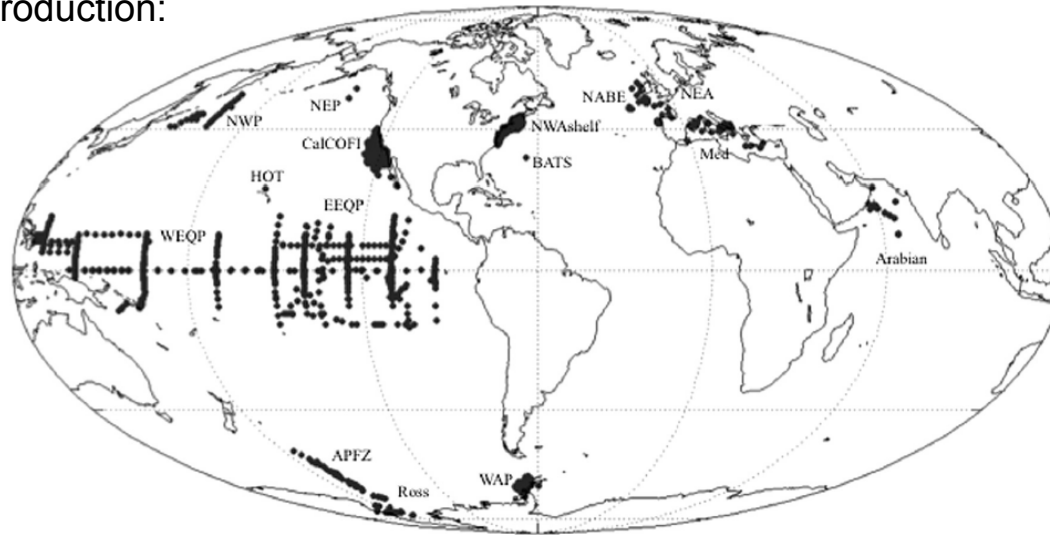 roduction:
NABE
NEA
NEP
NWP
NWAshelf
CalCOFI
Med
BATS
HOT
EEQP
WEQP
Arabian
APFZ
WAP
Ross